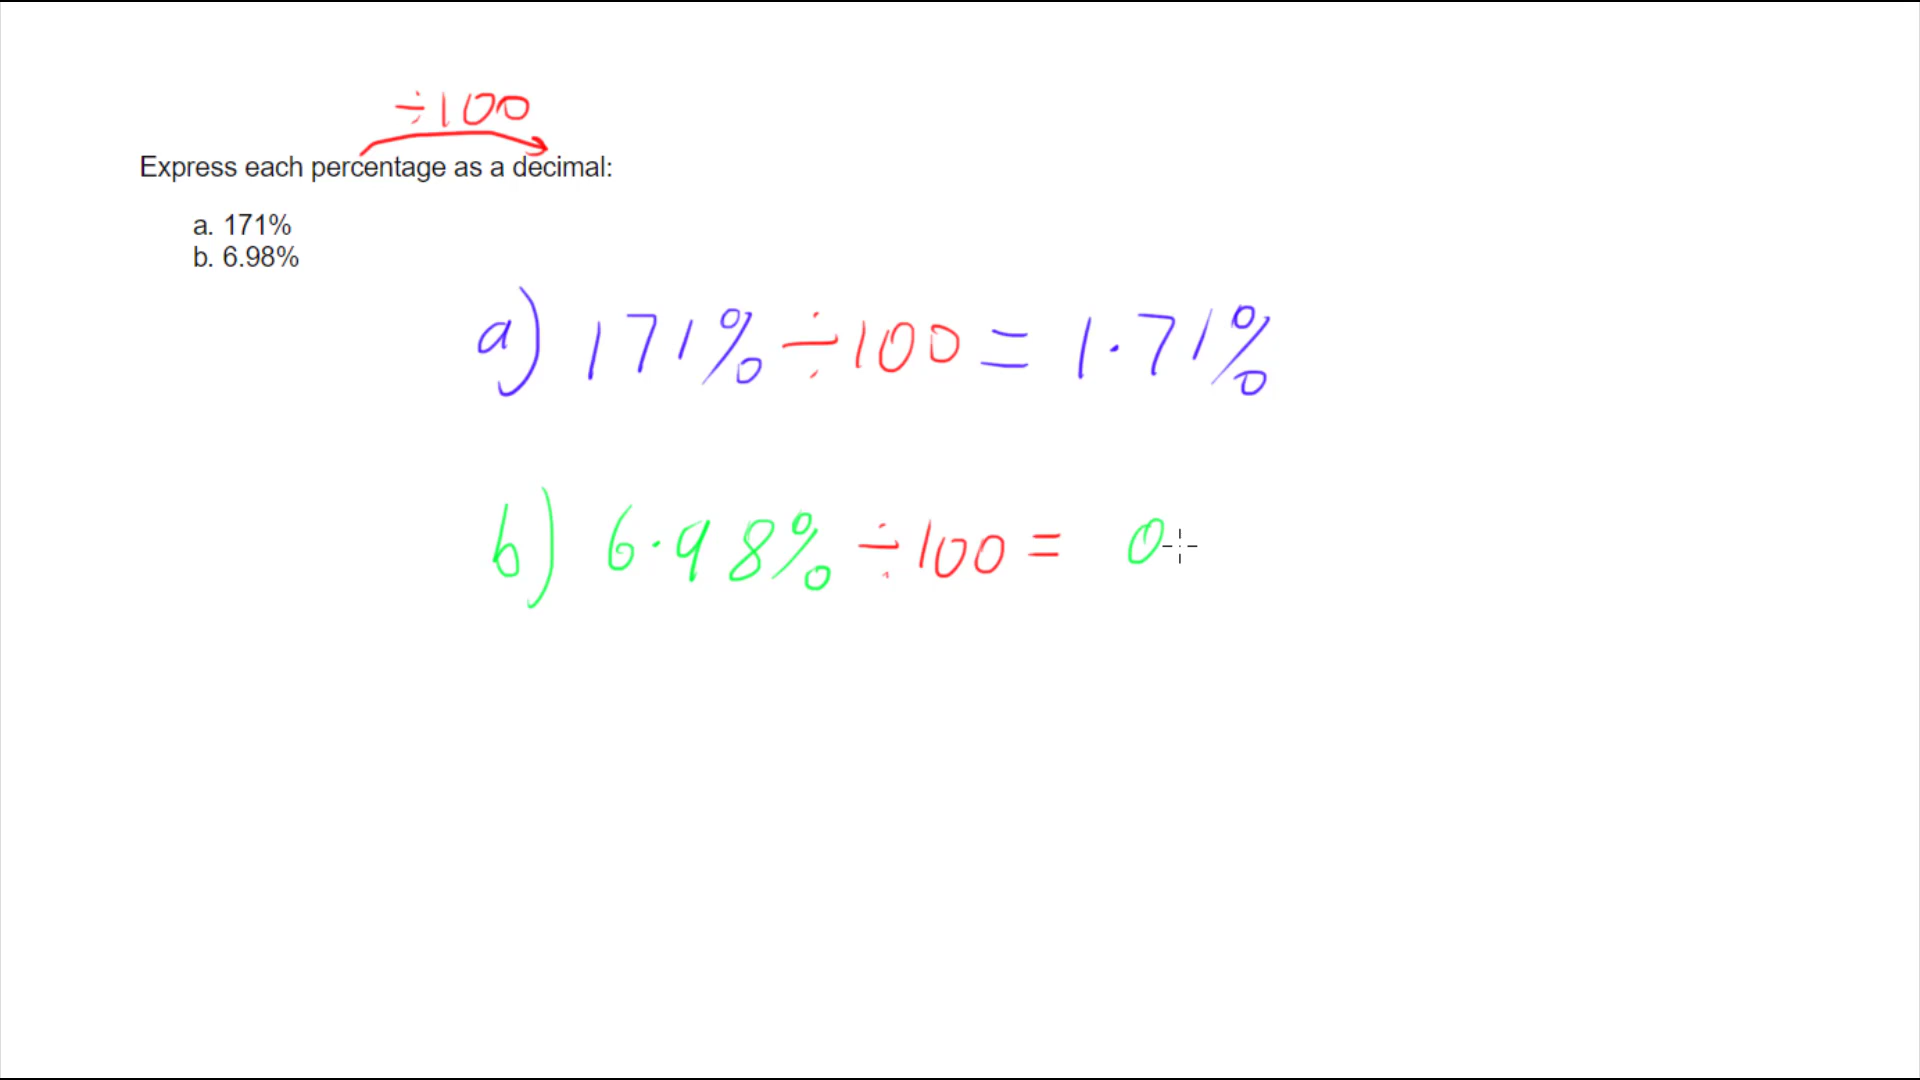 ÷100
Express each percentage as a decimal:
a. 171%
b. 6.98%
a) 171% ÷100 = 1.71%
b) 6.98% ÷100 = 0